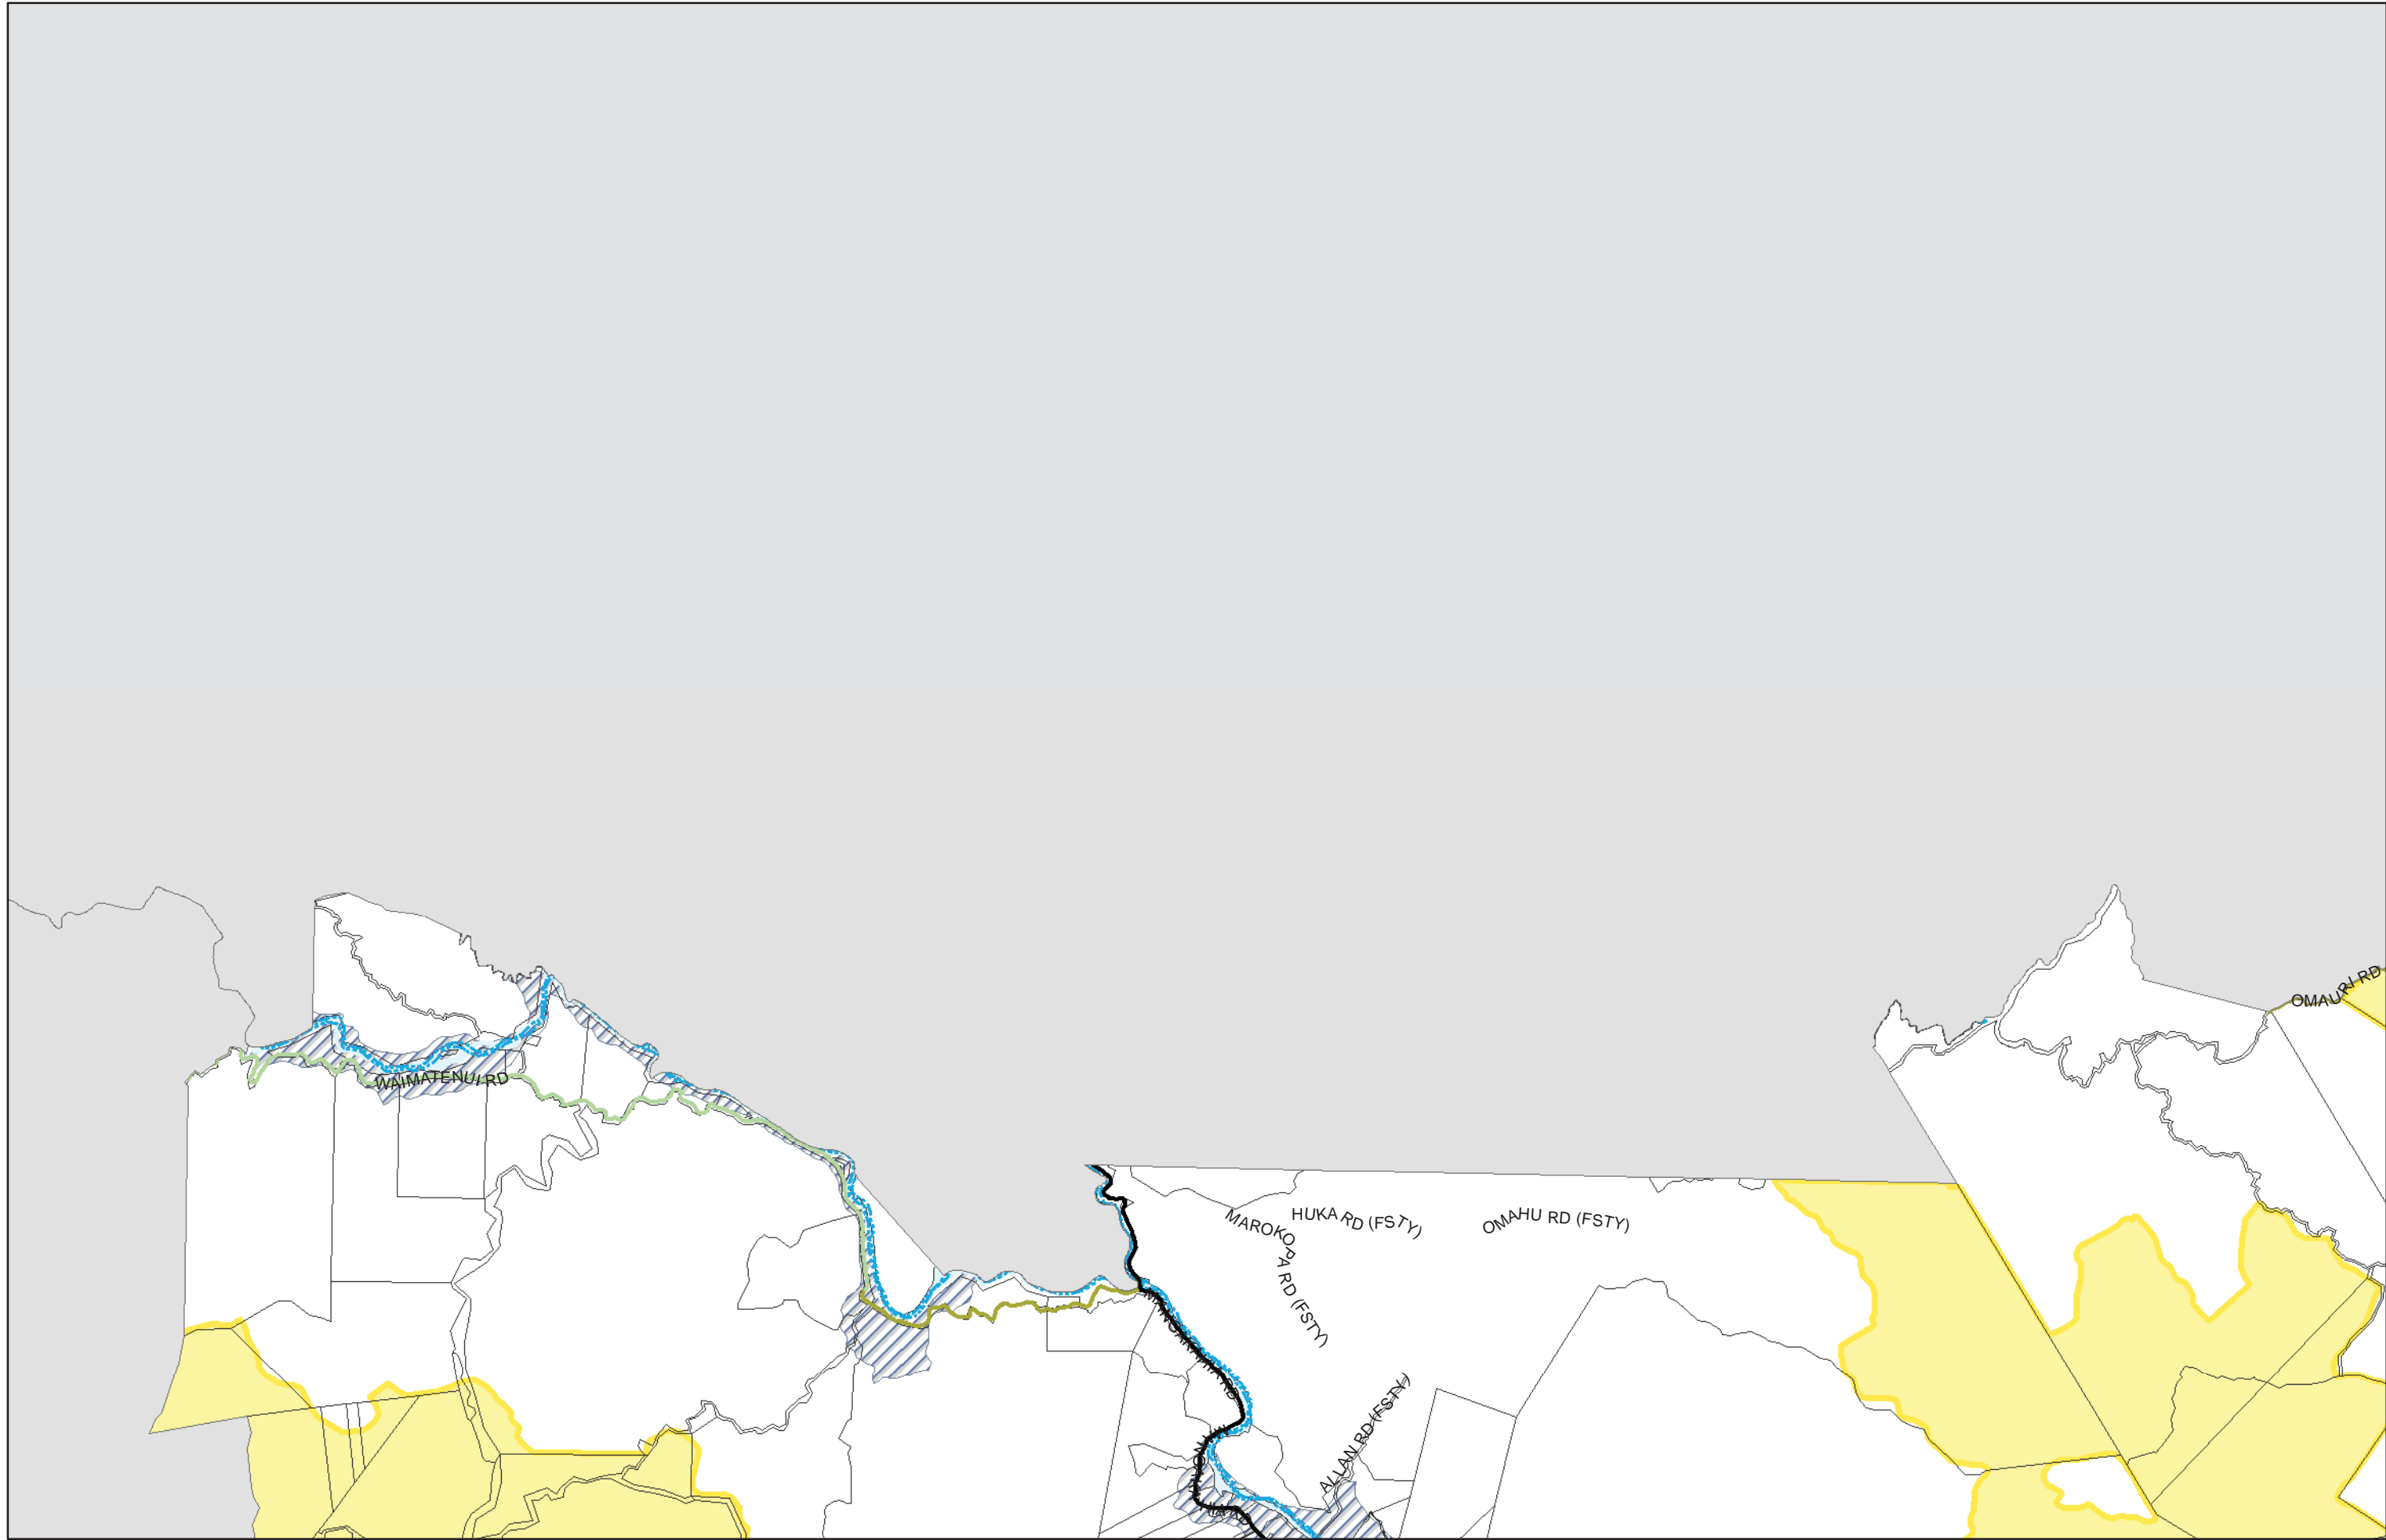 OMAURI RD
WAIMATENUI RD
MAROKOPA RD (FSTY)
HUKA RD (FSTY)
OMAHU RD (FSTY)
ALLAN RD (FSTY)